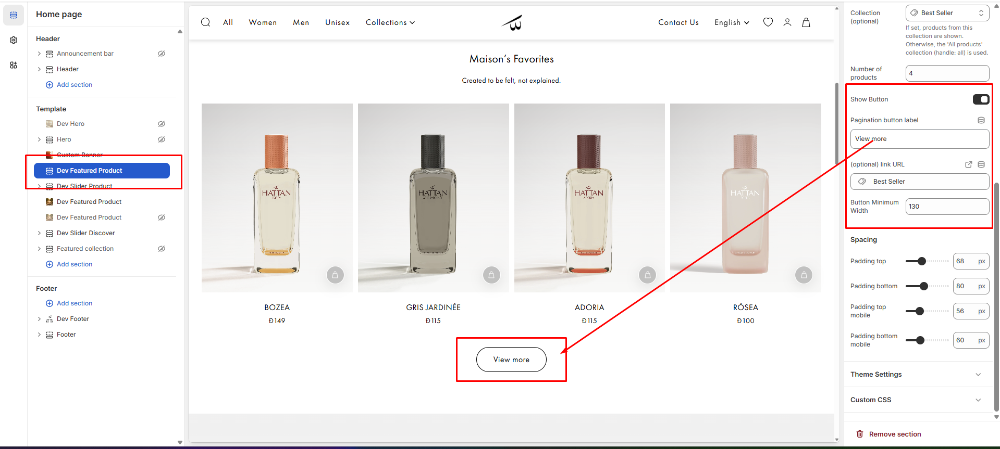 Home page
Header
Announcement bar
Header
Add section
Template
Dev Hero
Hero
Custom Banner
Dev Featured Product
Dev Slider Product
Dev Featured Product
Dev Featured Product
Dev Slider Discover
Featured collection
Add section
Footer
Add section
Dev Footer
Footer
All Women Men Unisex Collections
Contact Us English
Maison’s Favorites
Created to be felt, not explained.
HATTAN
BOZEA
HATTAN
GRIS JARDINÉE
HATTAN
ADORIA
HATTAN
BOZEA GRIS JARDINÉE ADORIA RÓSEA
Đ149 Đ115 Đ115 Đ100
View more
Collection
(optional)
Best Seller
If set, products from this
collection are shown.
Otherwise, the 'All products'
collection (handle: all) is used.
Number of
products
4
Show Button
Pagination button label
View more
(optional) link URL
Best Seller
Button Minimum
Width
130
Spacing
Padding top 68 px
Padding bottom 80 px
Padding top
mobile
56 px
Padding bottom
mobile
60 px
Theme Settings
Custom CSS
Remove section